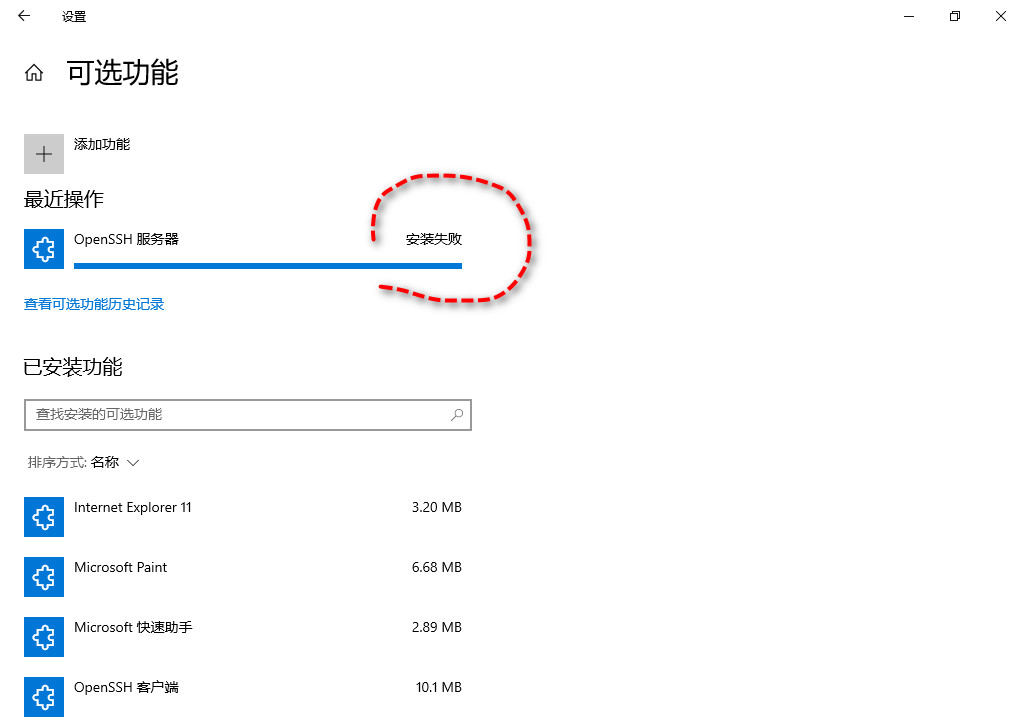 设置
可选功能
添加功能
最近操作
OpenSSH 服务器 安装失败
查看可选功能历史记录
已安装功能
查找安装的可选功能
排序方式: 名称
Internet Explorer 11 3.20 MB
Microsoft Paint 6.68 MB
Microsoft 快速助手 2.89 MB
OpenSSH 客户端 10.1 MB